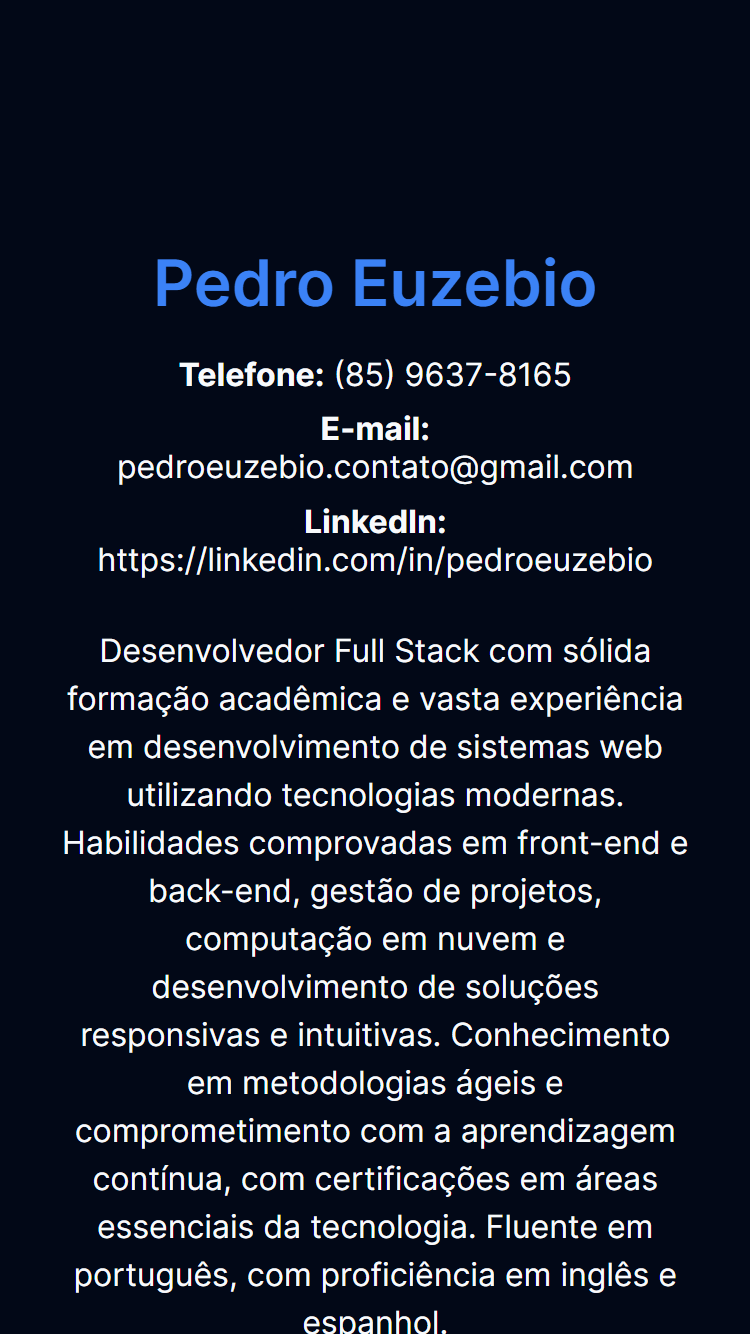 Pedro Euzebio
Telefone: (85) 9637-8165
E-mail:
pedroeuzebio.contato@gmail.com
LinkedIn:
https://linkedin.com/in/pedroeuzebio
Desenvolvedor Full Stack com sólida
formação acadêmica e vasta experiência
em desenvolvimento de sistemas web
utilizando tecnologias modernas.
Habilidades comprovadas em front-end e
back-end, gestão de projetos,
computação em nuvem e
desenvolvimento de soluções
responsivas e intuitivas. Conhecimento
em metodologias ágeis e
comprometimento com a aprendizagem
contínua, com certificações em áreas
essenciais da tecnologia. Fluente em
português, com proficiência em inglês e
espanhol.